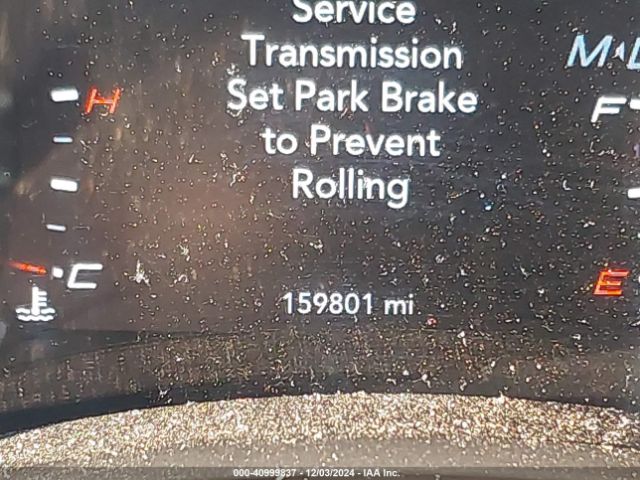 Service
Transmission
Set Park Brake
to Prevent
Rolling
H
F
C
E
159801 mi
000-40999837 - 12/03/2024 - IAA Inc.